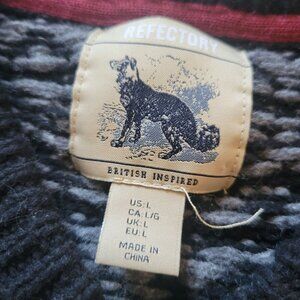 REFECTORY
BRITISH INSPIRED
US: L
CA: L/G
UK: L
EU: L
MADE IN
CHINA